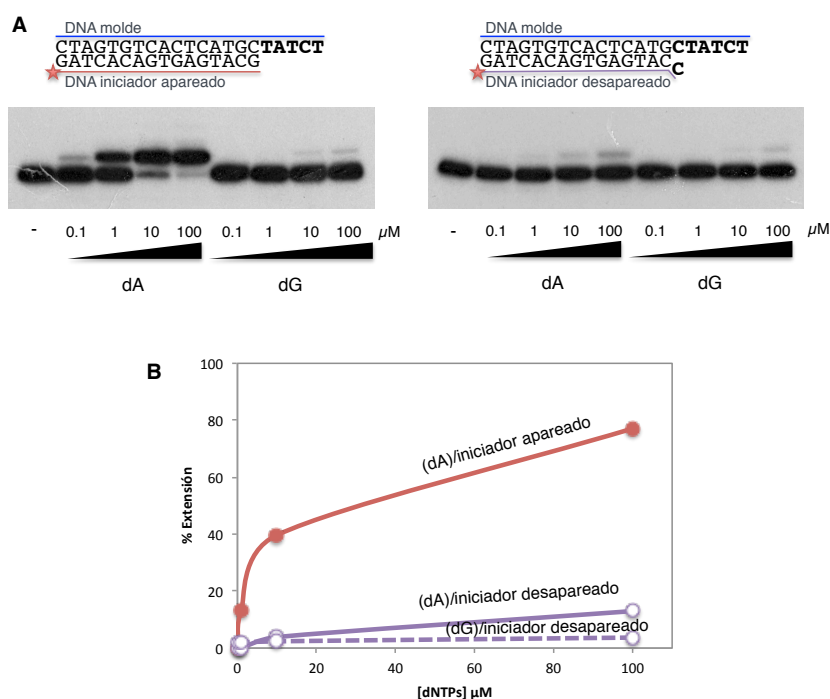 A
DNA molde
CTAGTGTCACTCATGCTATCT
GATCACAGTGAGTACG
DNA iniciador apareado
DNA molde
CTAGTGTCACTCATGCTATCT
GATCACAGTGAGTAC
C
DNA iniciador desapareado
- 0.1 1 10 100 0.1 1 10 100 µM
dA dG
- 0.1 1 10 100 0.1 1 10 100 µM
dA dG
B
100
80
60
40
20
0
% Extensión
(dA)/iniciador apareado
(dA)/iniciador desapareado
(dG)/iniciador desapareado
0 20 40 60 80 100
[dNTPs] µM